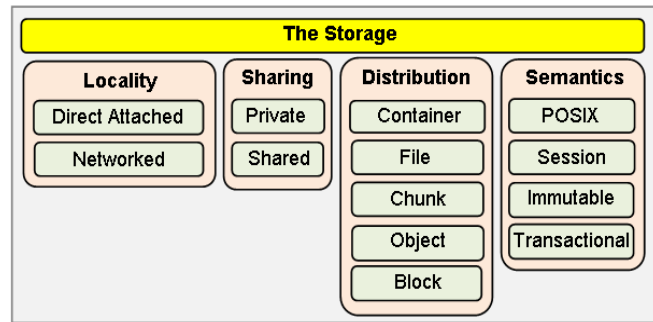 The Storage
Locality
Direct Attached
Networked
Sharing
Private
Shared
Distribution
Container
File
Chunk
Object
Block
Semantics
POSIX
Session
Immutable
Transactional